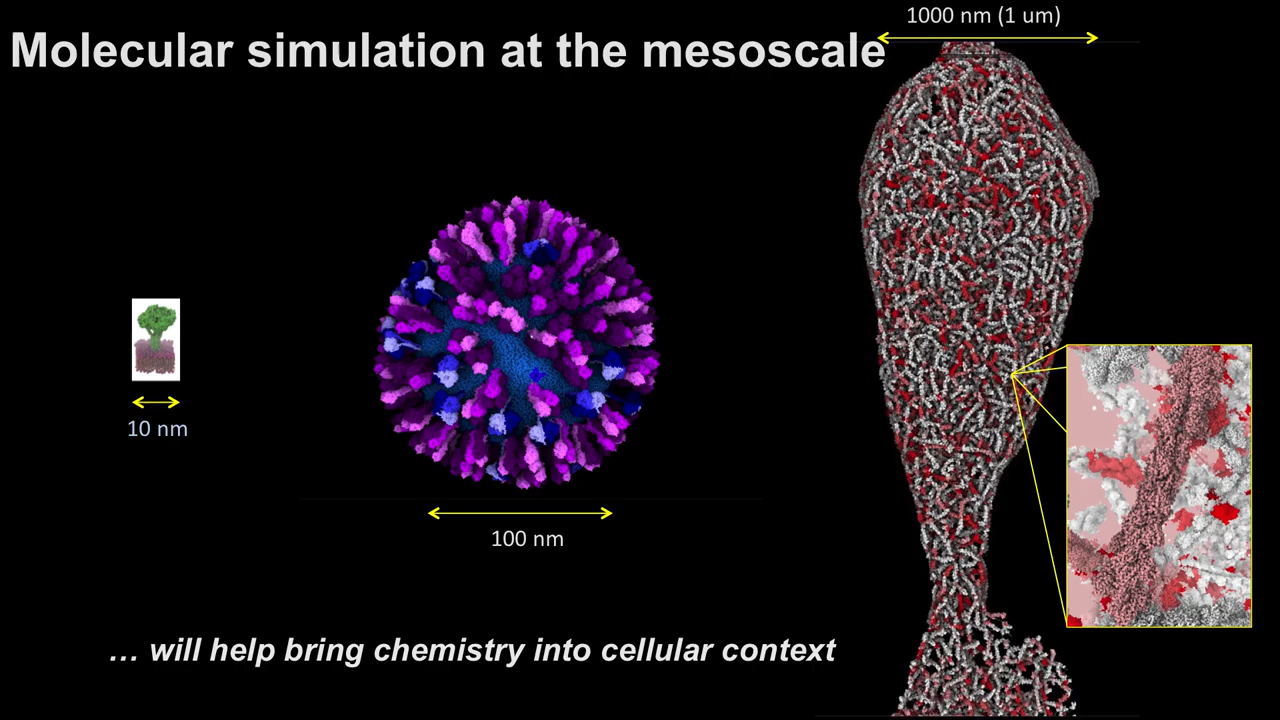 1000 nm (1 um)
Molecular simulation at the mesoscale
10 nm
100 nm
… will help bring chemistry into cellular context